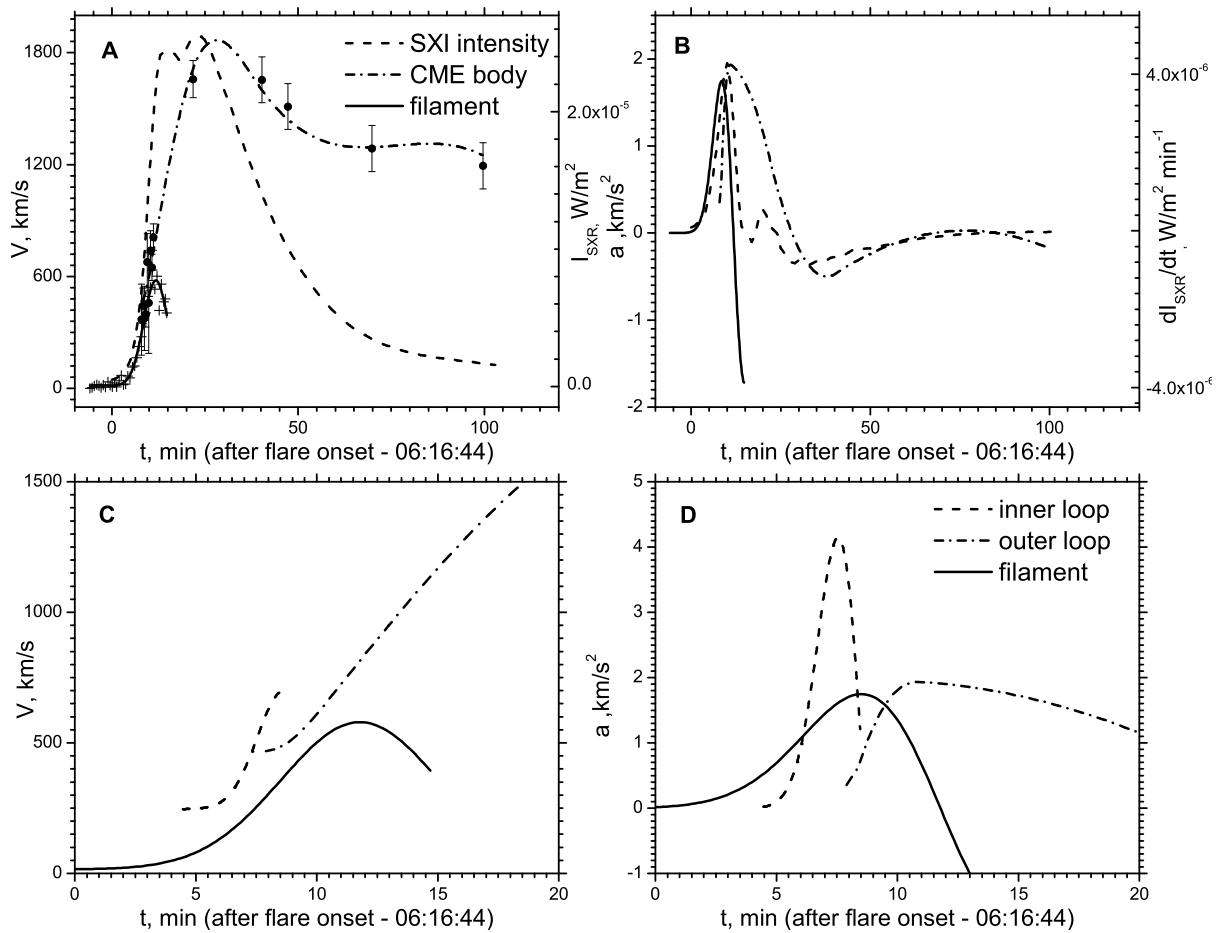 A
SXI intensity
CME body
filament
1800
1200
600
0
V, km/s
2.0x10⁻⁵
0.0
I_SXR, W/m²
0 50 100
t, min (after flare onset - 06:16:44)
B
2
1
0
-1
-2
a ,km/s²
4.0x10⁻⁶
-4.0x10⁻⁶
dI_SXR/dt, W/m² min⁻¹
0 50 100
t, min (after flare onset - 06:16:44)
C
1500
1000
500
0
V, km/s
0 5 10 15 20
t, min (after flare onset - 06:16:44)
D
inner loop
outer loop
filament
5
4
3
2
1
0
-1
a ,km/s²
0 5 10 15 20
t, min (after flare onset - 06:16:44)